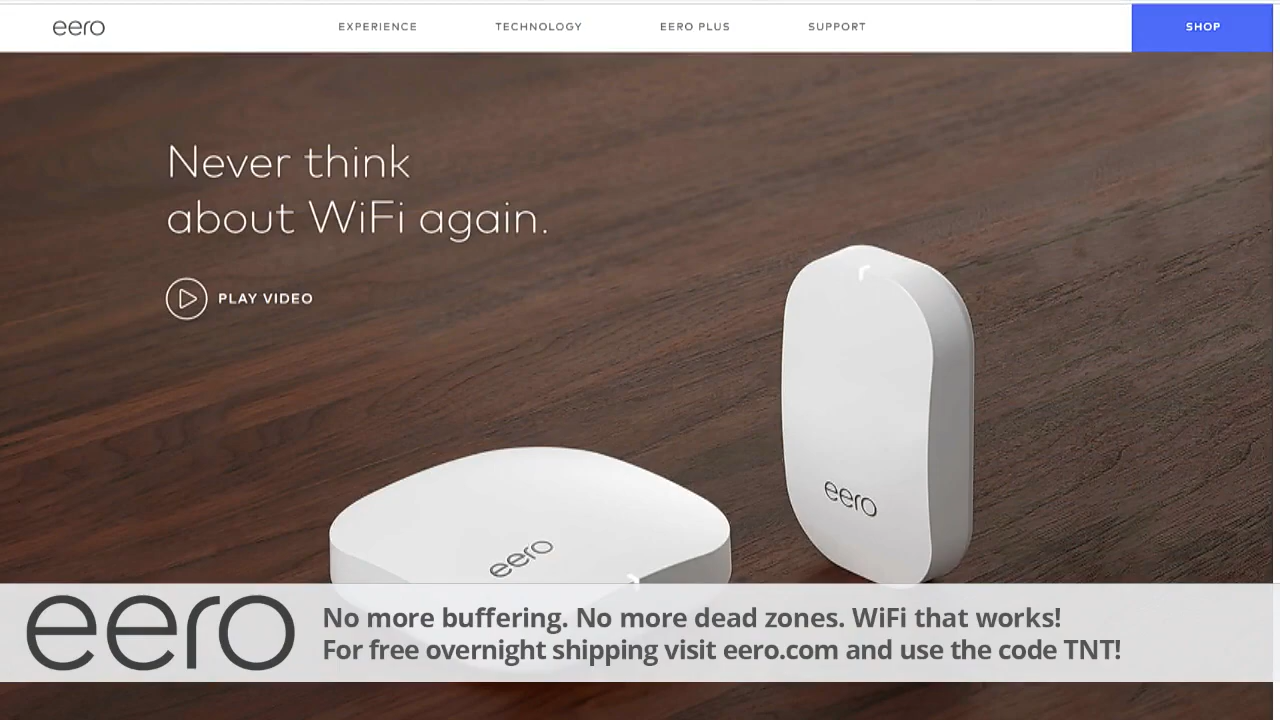 eero
EXPERIENCE
TECHNOLOGY
EERO PLUS
SUPPORT
SHOP
Never think
about WiFi again.
PLAY VIDEO
eero
eero
eero
No more buffering. No more dead zones. WiFi that works!
For free overnight shipping visit eero.com and use the code TNT!